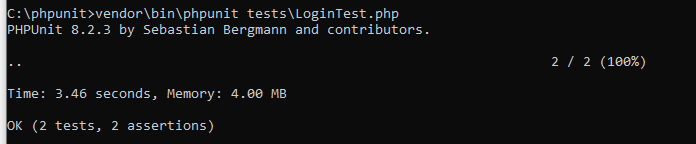 C:\phpunit>vendor\bin\phpunit tests\LoginTest.php
PHPUnit 8.2.3 by Sebastian Bergmann and contributors.
.. 2 / 2 (100%)
Time: 3.46 seconds, Memory: 4.00 MB
OK (2 tests, 2 assertions)